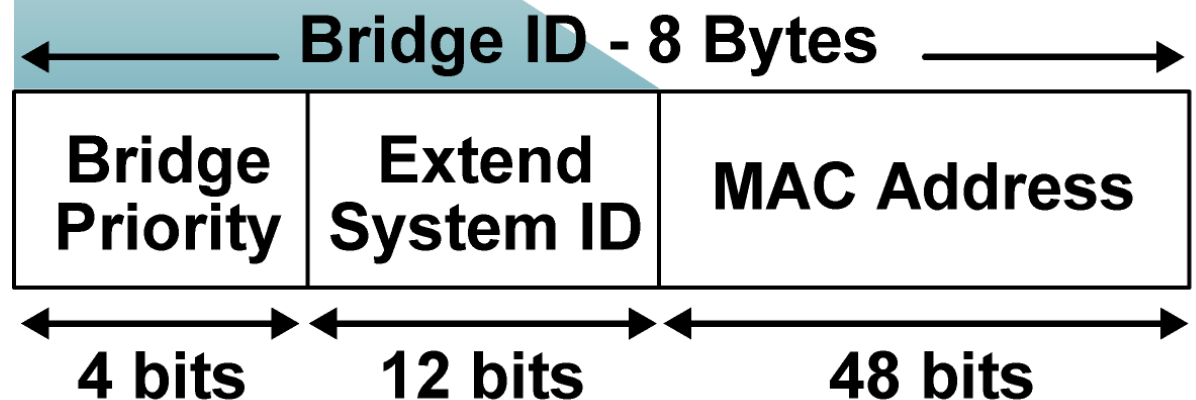 Bridge ID - 8 Bytes
Bridge
Priority
Extend
System ID
MAC Address
4 bits
12 bits
48 bits